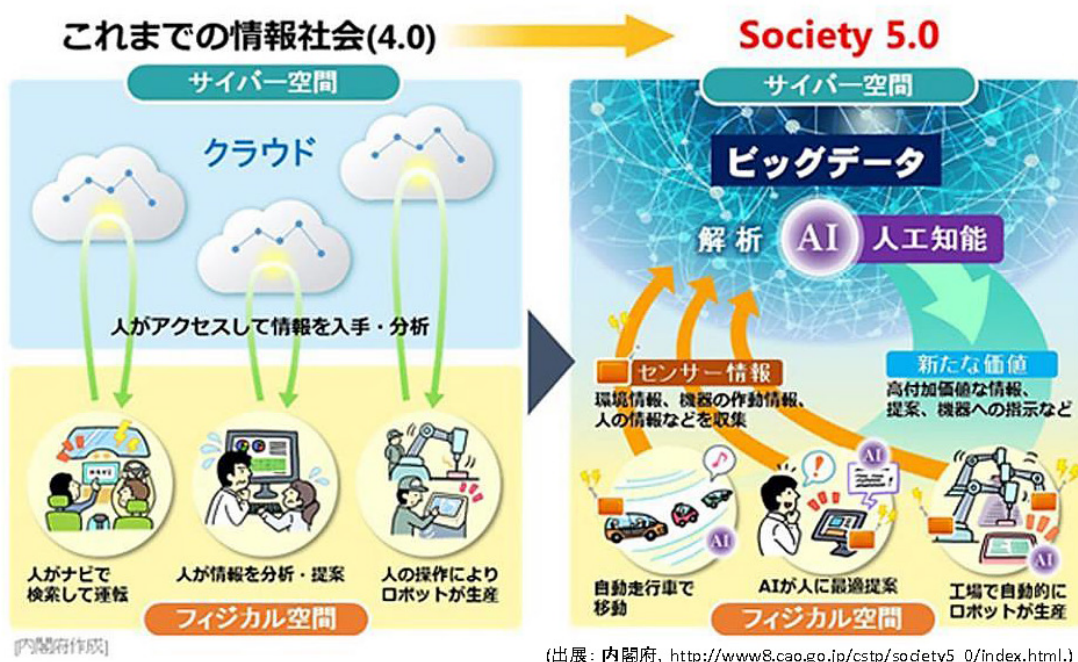 これまでの情報社会(4.0)
Society 5.0
サイバー空間
クラウド
人がアクセスして情報を入手・分析
人がナビで
検索して運転
人が情報を分析・提案
人の操作により
ロボットが生産
フィジカル空間
[内閣府作成]
サイバー空間
ビッグデータ
解析 AI 人工知能
センサー情報
環境情報、機器の作動情報、
人の情報などを収集
新たな価値
高付加価値な情報、
提案、機器への指示など
AI
AI
AI
自動走行車で
移動
AIが人に最適提案
工場で自動的に
ロボットが生産
フィジカル空間
(出展: 内閣府, http://www8.cao.go.jp/cstp/society5_0/index.html.)